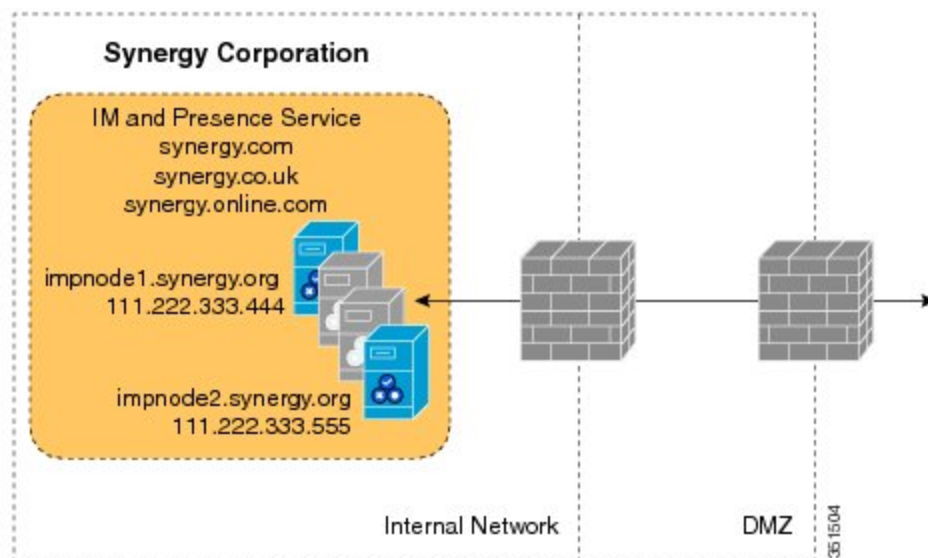 Synergy Corporation
IM and Presence Service
synergy.com
synergy.co.uk
synergy.online.com
impnode1.synergy.org
111.222.333.444
impnode2.synergy.org
111.222.333.555
Internal Network
DMZ
351504